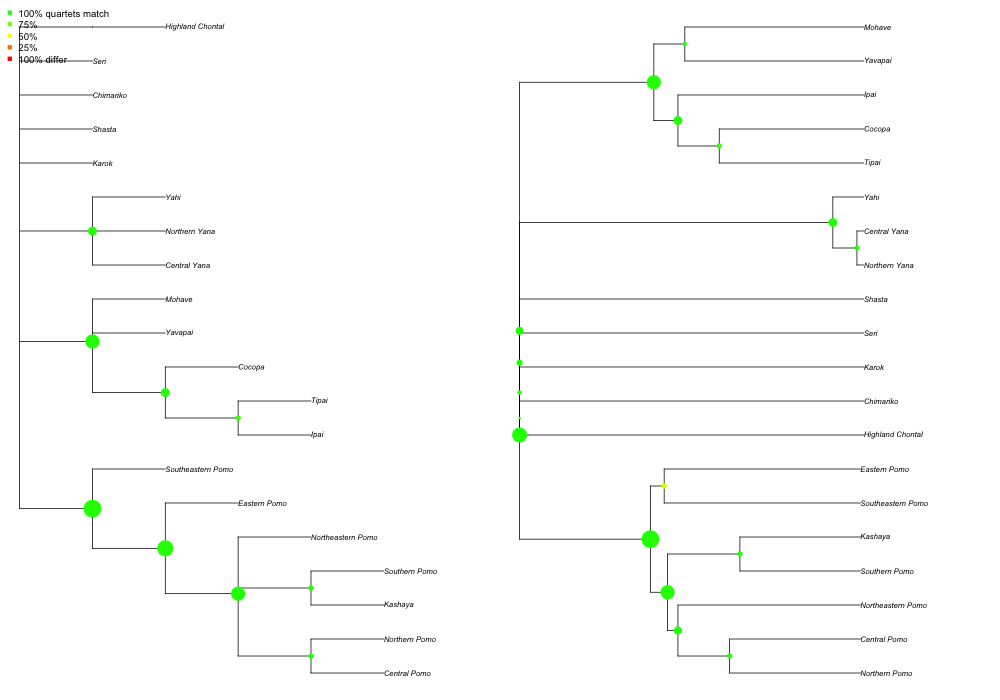 100% quartets match
75%
50%
25%
100% differ
Highland Chontal
Seri
Chimariko
Shasta
Karok
Yahi
Northern Yana
Central Yana
Mohave
Yavapai
Cocopa
Tipai
Ipai
Southeastern Pomo
Eastern Pomo
Northeastern Pomo
Southern Pomo
Kashaya
Northern Pomo
Central Pomo
Mohave
Yavapai
Ipai
Cocopa
Tipai
Yahi
Central Yana
Northern Yana
Shasta
Seri
Karok
Chimariko
Highland Chontal
Eastern Pomo
Southeastern Pomo
Kashaya
Southern Pomo
Northeastern Pomo
Central Pomo
Northern Pomo